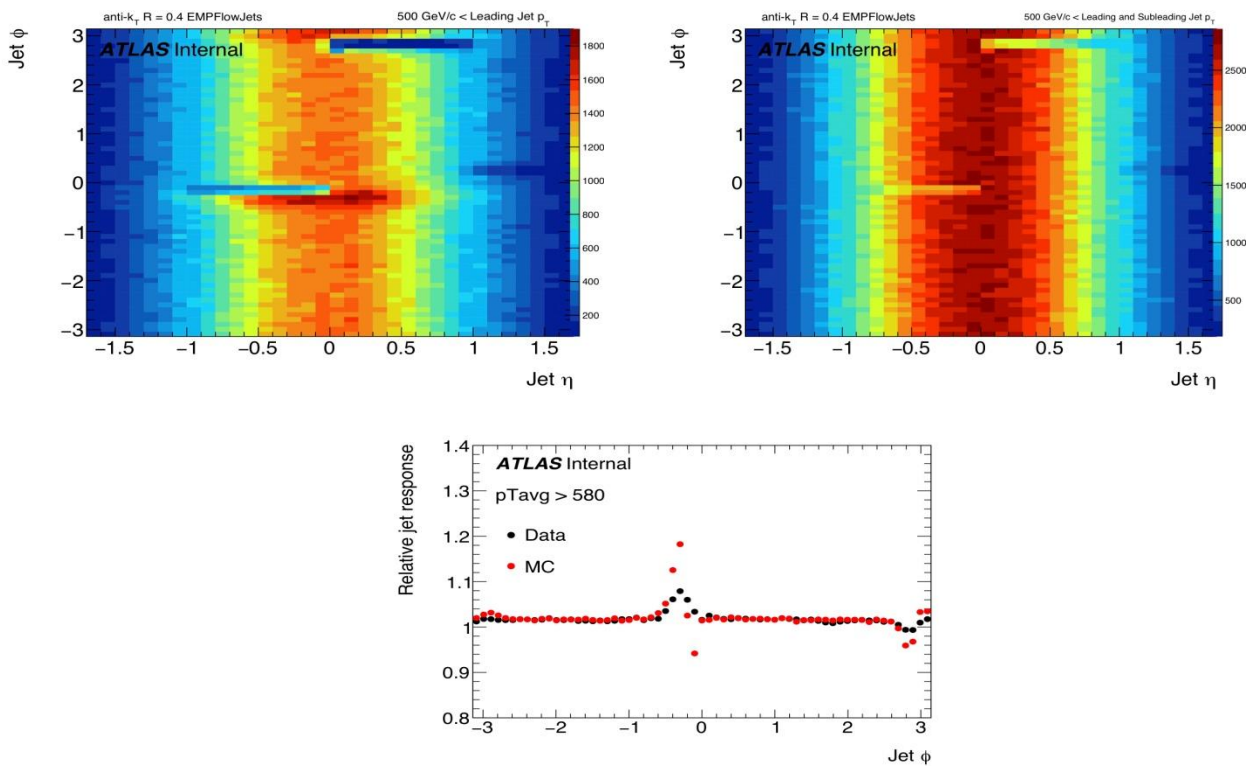 anti-k_T R = 0.4 EMPFlowJets
500 GeV/c < Leading Jet p_T
ATLAS Internal
Jet φ
3
2
1
0
−1
−2
−3
−1.5 −1 −0.5 0 0.5 1 1.5
Jet η
1800
1600
1400
1200
1000
800
600
400
200
anti-k_T R = 0.4 EMPFlowJets
500 GeV/c < Leading and Subleading Jet p_T
ATLAS Internal
Jet φ
3
2
1
0
−1
−2
−3
−1.5 −1 −0.5 0 0.5 1 1.5
Jet η
2500
2000
1500
1000
500
Relative jet response
1.4
1.3
1.2
1.1
1
0.9
0.8
ATLAS Internal
pTavg > 580
Data
MC
−3 −2 −1 0 1 2 3
Jet φ